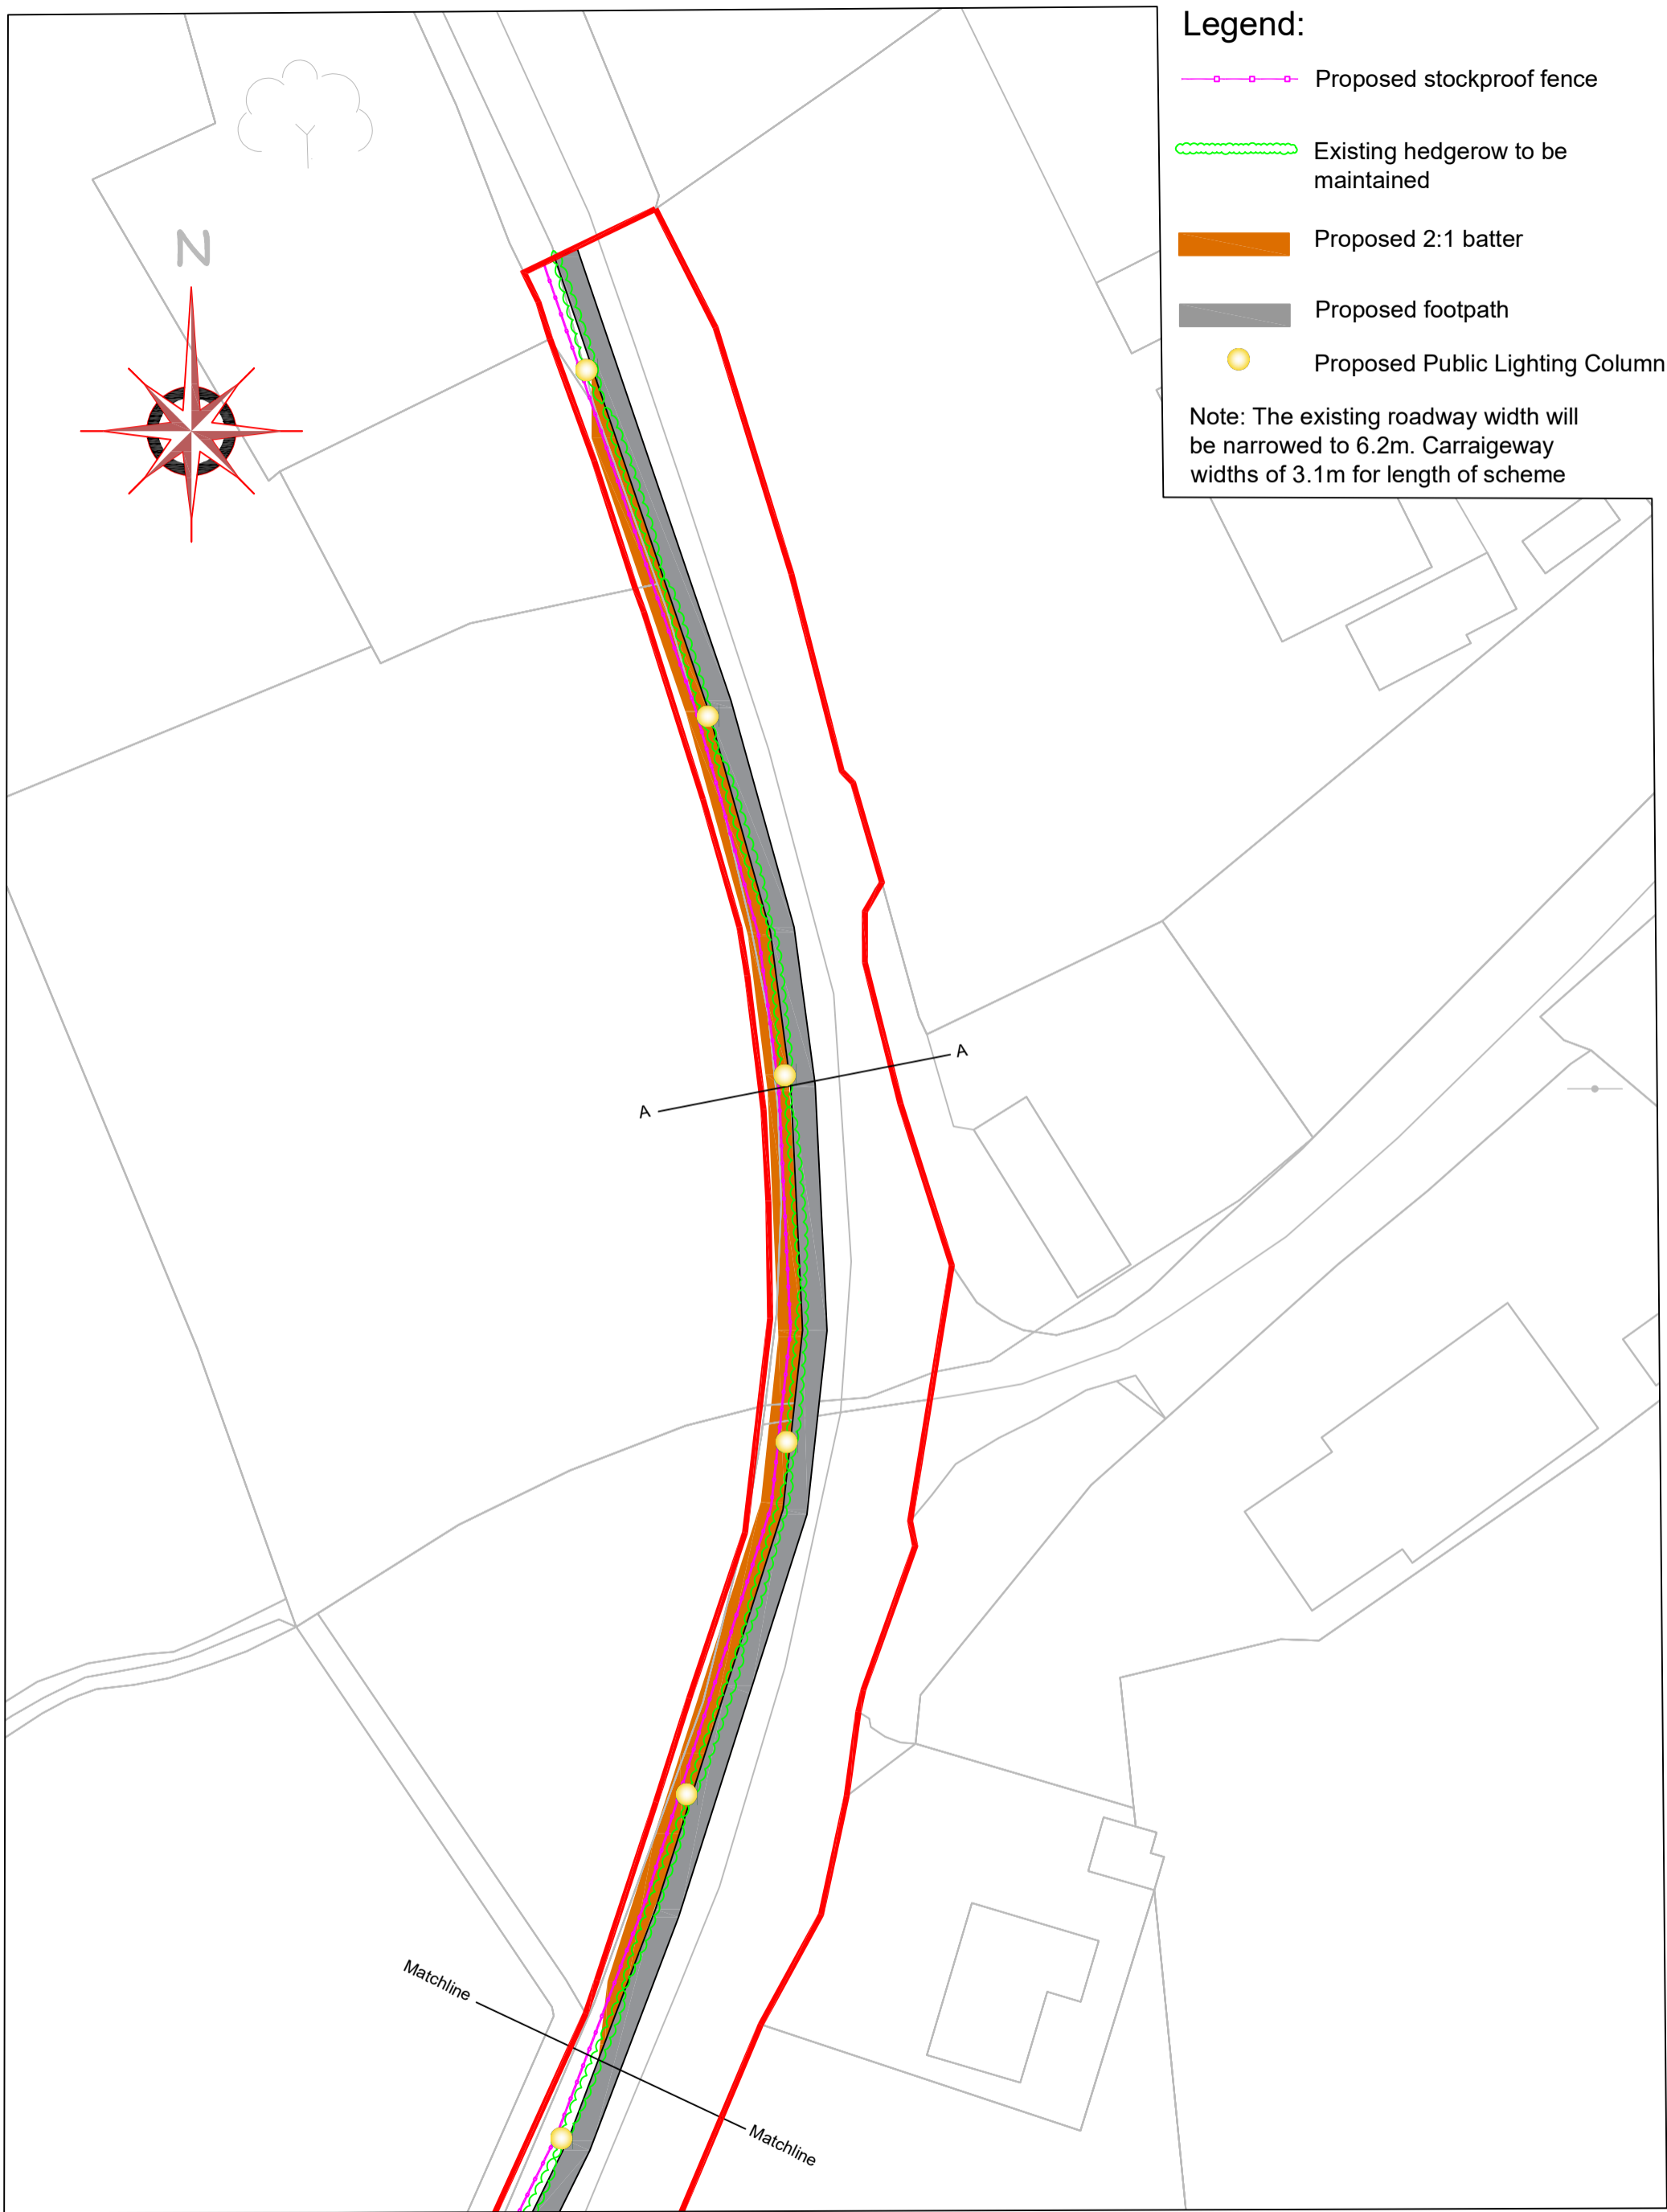 Legend:
Proposed stockproof fence
Existing hedgerow to be
maintained
Proposed 2:1 batter
Proposed footpath
Proposed Public Lighting Column
Note: The existing roadway width will
be narrowed to 6.2m. Carraigeway
widths of 3.1m for length of scheme
N
A
A
Matchline
Matchline